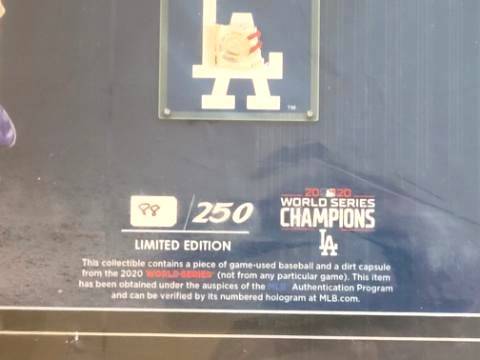 LA
TM
88 /250
LIMITED EDITION
2020
WORLD SERIES
CHAMPIONS
LA
This collectible contains a piece of game-used baseball and a dirt capsule
from the 2020 WORLD SERIES (not from any particular game). This item
has been obtained under the auspices of the MLB Authentication Program
and can be verified by its numbered hologram at MLB.com.